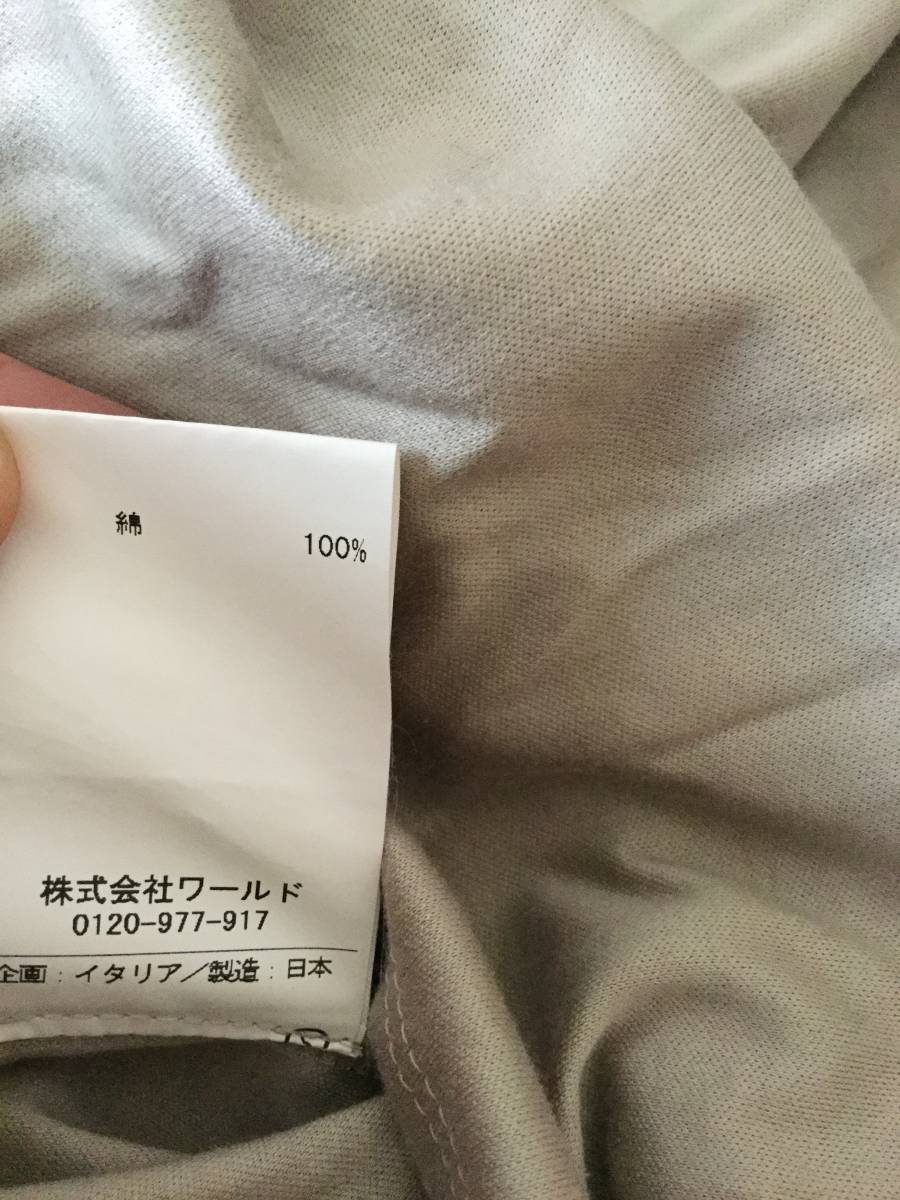 綿 100%
株式会社ワールド
0120-977-917
企画：イタリア／製造：日本